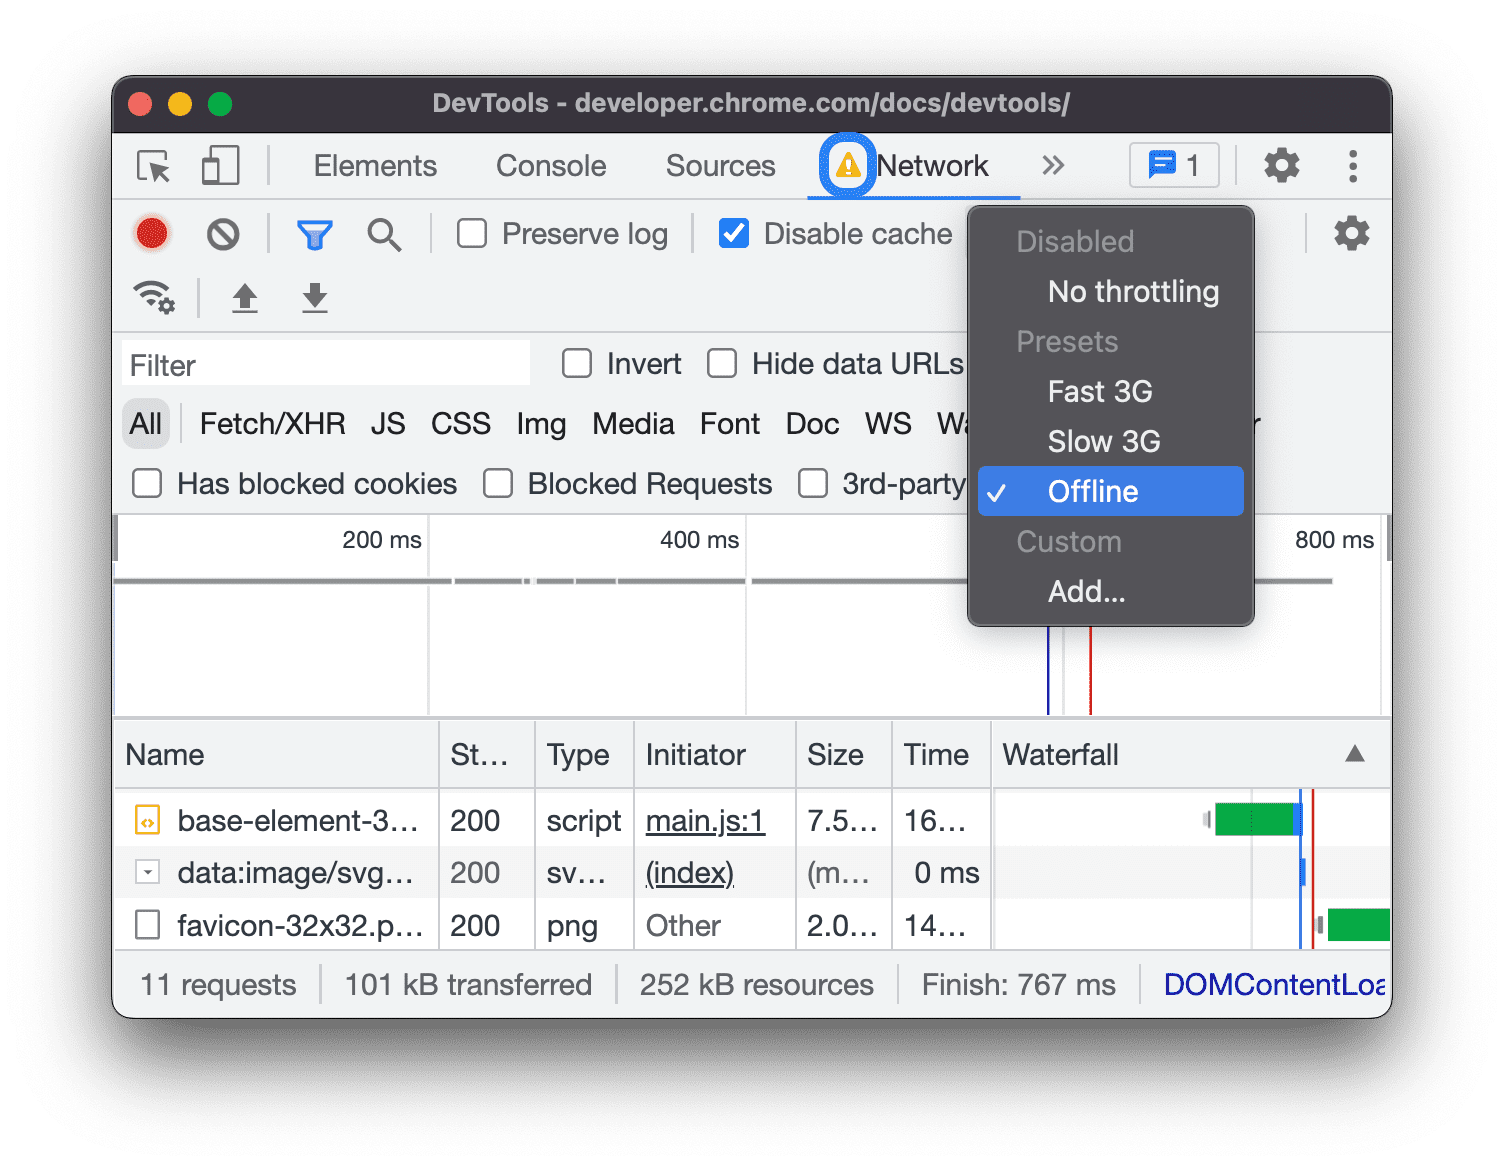 DevTools - developer.chrome.com/docs/devtools/
Elements Console Sources Network 1
Preserve log Disable cache
Disabled
No throttling
Presets
Fast 3G
Slow 3G
Offline
Custom
Add...
Filter Invert Hide data URLs
All Fetch/XHR JS CSS Img Media Font Doc WS
Has blocked cookies Blocked Requests 3rd-party
200 ms 400 ms 800 ms
Name St... Type Initiator Size Time Waterfall
base-element-3... 200 script main.js:1 7.5... 16...
data:image/svg... 200 sv... (index) (m... 0 ms
favicon-32x32.p... 200 png Other 2.0... 14...
11 requests 101 kB transferred 252 kB resources Finish: 767 ms DOMContentLoa